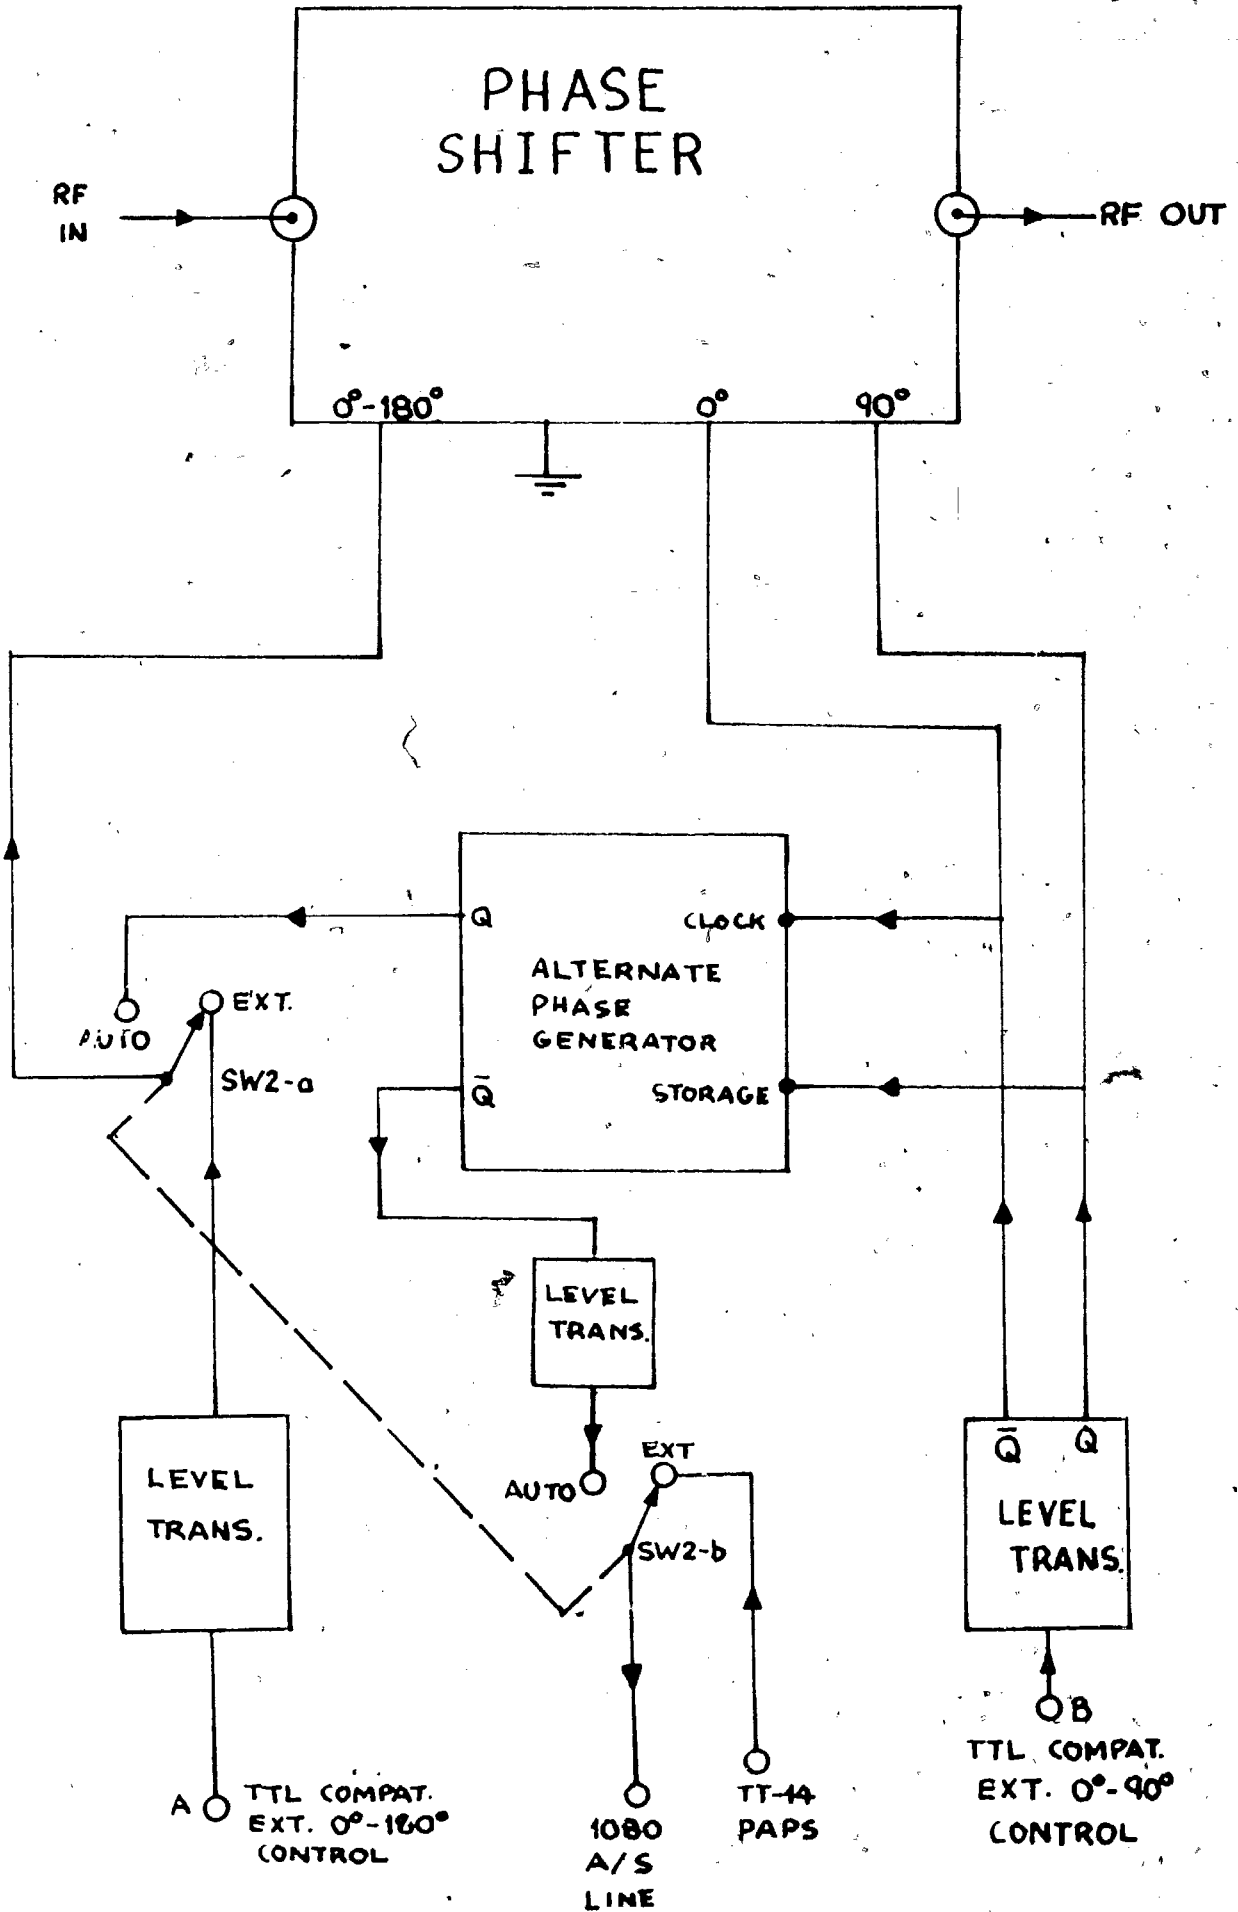 PHASE
SHIFTER
RF
IN
RF OUT
0°-180°
0°
90°
Q
CLOCK
ALTERNATE
PHASE
GENERATOR
EXT.
AUTO
SW2-a
Q̅
STORAGE
LEVEL
TRANS.
EXT
AUTO
SW2-b
LEVEL
TRANS.
Q̅ Q
LEVEL
TRANS.
B
TTL COMPAT.
EXT. 0°-90°
CONTROL
A
TTL COMPAT.
EXT. 0°-180°
CONTROL
TT-14
PAPS
1080
A/S
LINE